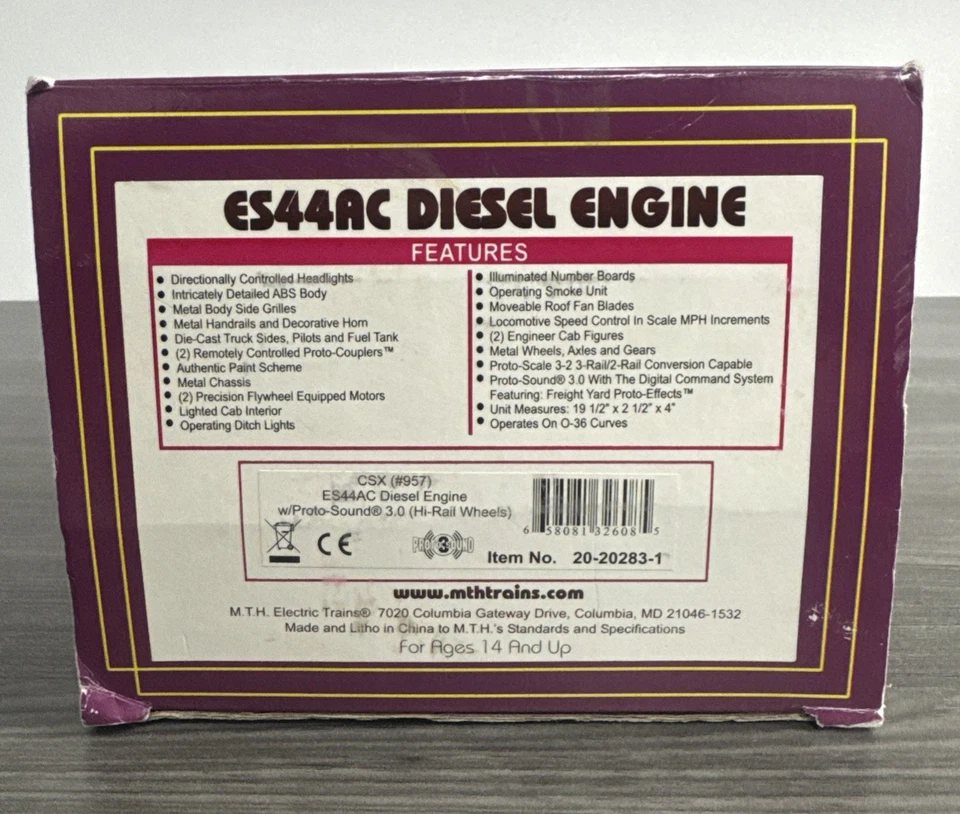 ES44AC DIESEL ENGINE
FEATURES
• Directionally Controlled Headlights
• Intricately Detailed ABS Body
• Metal Body Side Grilles
• Metal Handrails and Decorative Horn
• Die-Cast Truck Sides, Pilots and Fuel Tank
• (2) Remotely Controlled Proto-Couplers™
• Authentic Paint Scheme
• Metal Chassis
• (2) Precision Flywheel Equipped Motors
• Lighted Cab Interior
• Operating Ditch Lights
• Illuminated Number Boards
• Operating Smoke Unit
• Moveable Roof Fan Blades
• Locomotive Speed Control In Scale MPH Increments
• (2) Engineer Cab Figures
• Metal Wheels, Axles and Gears
• Proto-Scale 3-2 3-Rail/2-Rail Conversion Capable
• Proto-Sound® 3.0 With The Digital Command System
Featuring: Freight Yard Proto-Effects™
• Unit Measures: 19 1/2" x 2 1/2" x 4"
• Operates On O-36 Curves
CSX (#957)
ES44AC Diesel Engine
w/Proto-Sound® 3.0 (Hi-Rail Wheels)
6 58081 32608 5
CE
PROTO 3 SOUND
Item No. 20-20283-1
www.mthtrains.com
M.T.H. Electric Trains® 7020 Columbia Gateway Drive, Columbia, MD 21046-1532
Made and Litho in China to M.T.H.'s Standards and Specifications
For Ages 14 And Up